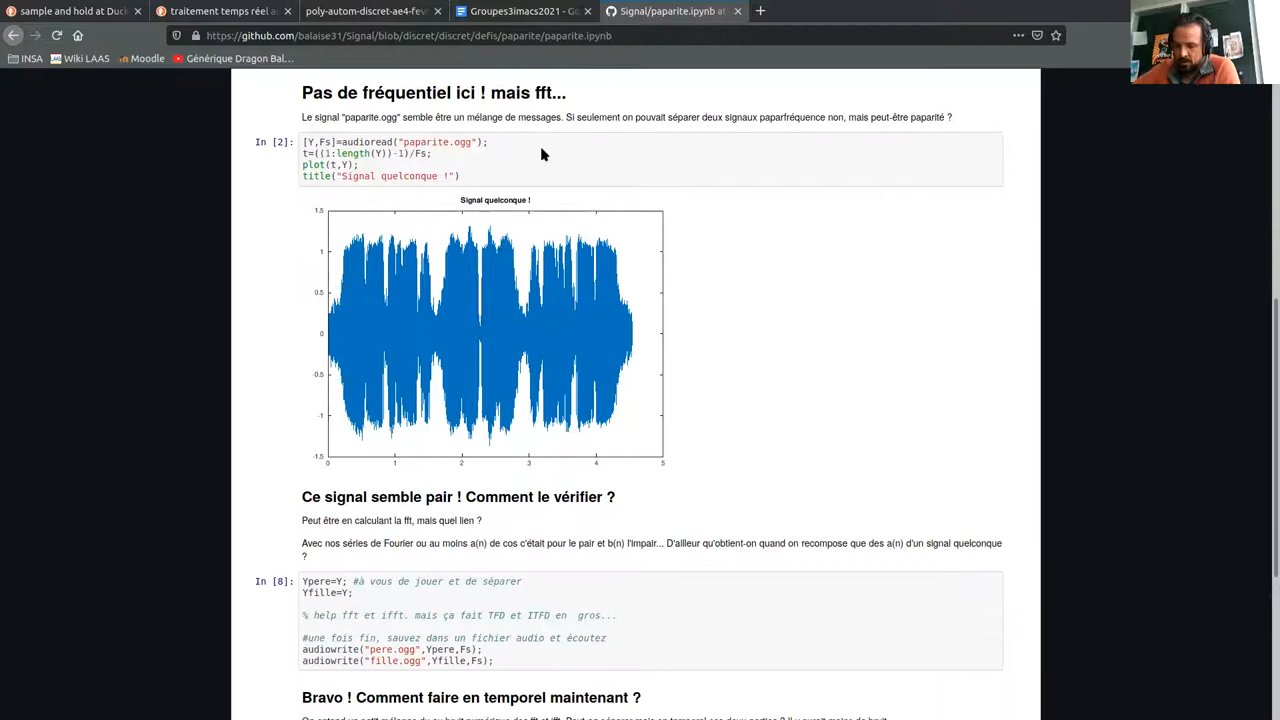 sample and hold at Duck
traitement temps réel a
poly-autom-discret-ae4-fevr
Groupes3imacs2021 - Go
Signal/paparite.ipynb at
https://github.com/balaise31/Signal/blob/discret/discret/defis/paparite/paparite.ipynb
INSA
LAAS Wiki LAAS
Moodle
Générique Dragon Bal...
Pas de fréquentiel ici ! mais fft...
Le signal "paparite.ogg" semble être un mélange de messages. Si seulement on pouvait séparer deux signaux paparfréquence non, mais peut-être paparité ?
In [2]:
[Y,Fs]=audioread("paparite.ogg");
t=((1:length(Y))-1)/Fs;
plot(t,Y);
title("Signal quelconque !")
Signal quelconque !
1.5
1
0.5
0
-0.5
-1
-1.5
0 1 2 3 4 5
Ce signal semble pair ! Comment le vérifier ?
Peut être en calculant la fft, mais quel lien ?
Avec nos séries de Fourier ou au moins a(n) de cos c'était pour le pair et b(n) l'impair... D'ailleur qu'obtient-on quand on recompose que des a(n) d'un signal quelconque
?
In [8]:
Ypere=Y; #à vous de jouer et de séparer
Yfille=Y;
% help fft et ifft. mais ça fait TFD et ITFD en gros...
#une fois fin, sauvez dans un fichier audio et écoutez
audiowrite("pere.ogg",Ypere,Fs);
audiowrite("fille.ogg",Yfille,Fs);
Bravo ! Comment faire en temporel maintenant ?